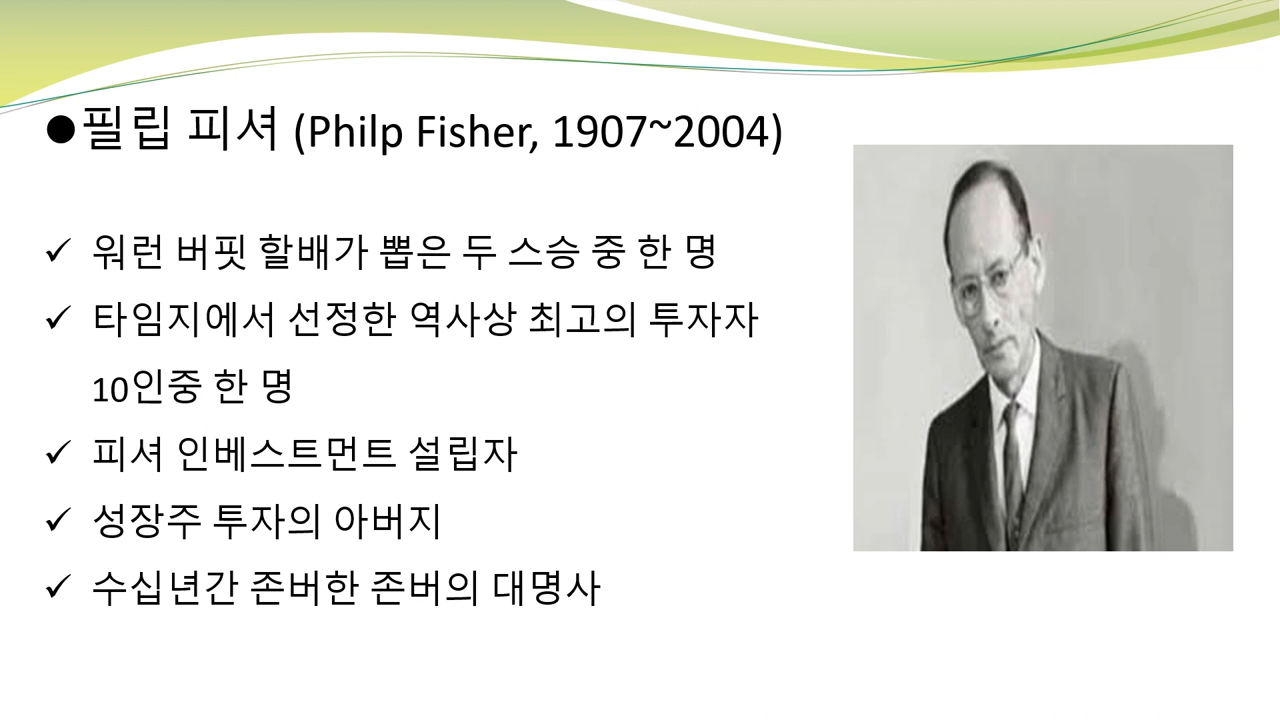 ●필립 피셔 (Philp Fisher, 1907~2004)
✓ 워런 버핏 할배가 뽑은 두 스승 중 한 명
✓ 타임지에서 선정한 역사상 최고의 투자자
10인중 한 명
✓ 피셔 인베스트먼트 설립자
✓ 성장주 투자의 아버지
✓ 수십년간 존버한 존버의 대명사